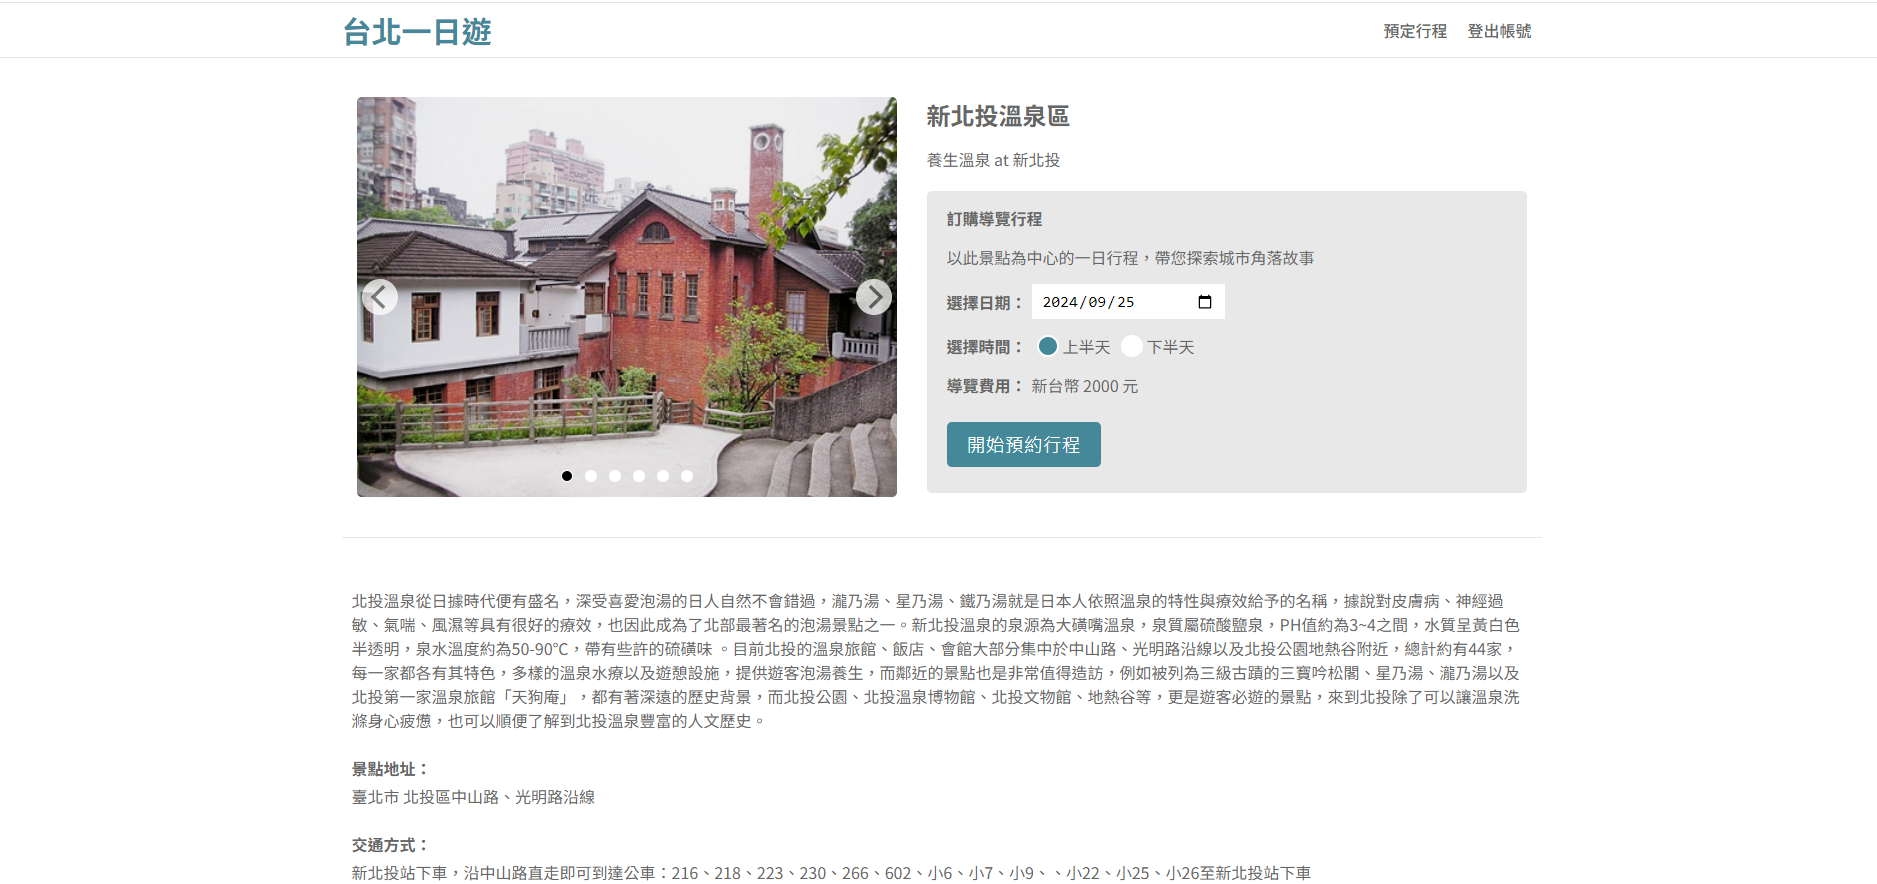 台北一日遊
預定行程 登出帳號
新北投溫泉區
養生溫泉 at 新北投
訂購導覽行程
以此景點為中心的一日行程，帶您探索城市角落故事
選擇日期： 2024/09/25
選擇時間： 上半天 下半天
導覽費用： 新台幣 2000 元
開始預約行程
北投溫泉從日據時代便有盛名，深受喜愛泡湯的日人自然不會錯過，瀧乃湯、星乃湯、鐵乃湯就是日本人依照溫泉的特性與療效給予的名稱，據說對皮膚病、神經過
敏、氣喘、風濕等具有很好的療效，也因此成為了北部最著名的泡湯景點之一。新北投溫泉的泉源為大磺嘴溫泉，泉質屬硫酸鹽泉，PH值約為3~4之間，水質呈黃白色
半透明，泉水溫度約為50-90℃，帶有些許的硫磺味 。目前北投的溫泉旅館、飯店、會館大部分集中於中山路、光明路沿線以及北投公園地熱谷附近，總計約有44家，
每一家都各有其特色，多樣的溫泉水療以及遊憩設施，提供遊客泡湯養生，而鄰近的景點也是非常值得造訪，例如被列為三級古蹟的三寶吟松閣、星乃湯、瀧乃湯以及
北投第一家溫泉旅館「天狗庵」，都有著深遠的歷史背景，而北投公園、北投溫泉博物館、北投文物館、地熱谷等，更是遊客必遊的景點，來到北投除了可以讓溫泉洗
滌身心疲憊，也可以順便了解到北投溫泉豐富的人文歷史。
景點地址：
臺北市 北投區中山路、光明路沿線
交通方式：
新北投站下車，沿中山路直走即可到達公車：216、218、223、230、266、602、小6、小7、小9、、小22、小25、小26至新北投站下車